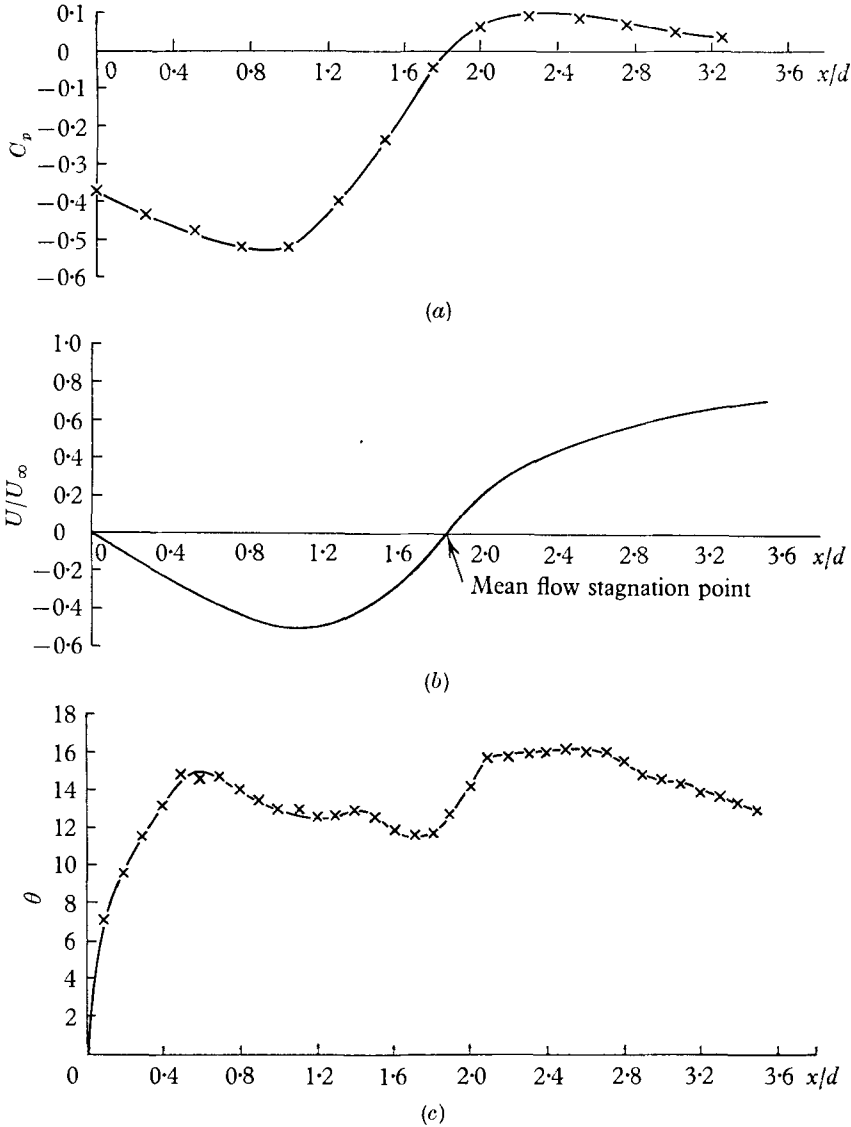 0·1
0
−0·1
−0·2
−0·3
−0·4
−0·5
−0·6
C_p
0 0·4 0·8 1·2 1·6 2·0 2·4 2·8 3·2 3·6 x/d
(a)
1·0
0·8
0·6
0·4
0·2
0
−0·2
−0·4
−0·6
U/U_∞
0 0·4 0·8 1·2 1·6 2·0 2·4 2·8 3·2 3·6 x/d
Mean flow stagnation point
(b)
18
16
14
12
10
8
6
4
2
θ
0 0·4 0·8 1·2 1·6 2·0 2·4 2·8 3·2 3·6 x/d
(c)